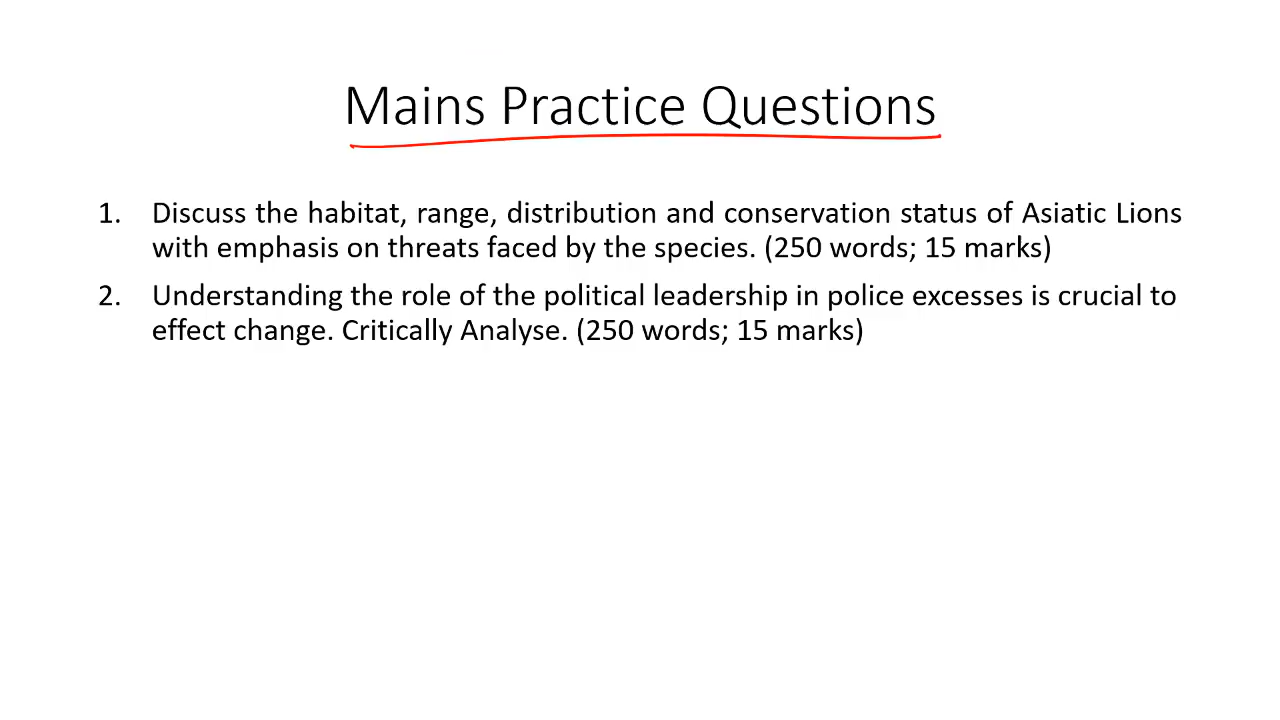 Mains Practice Questions
1. Discuss the habitat, range, distribution and conservation status of Asiatic Lions
with emphasis on threats faced by the species. (250 words; 15 marks)
2. Understanding the role of the political leadership in police excesses is crucial to
effect change. Critically Analyse. (250 words; 15 marks)